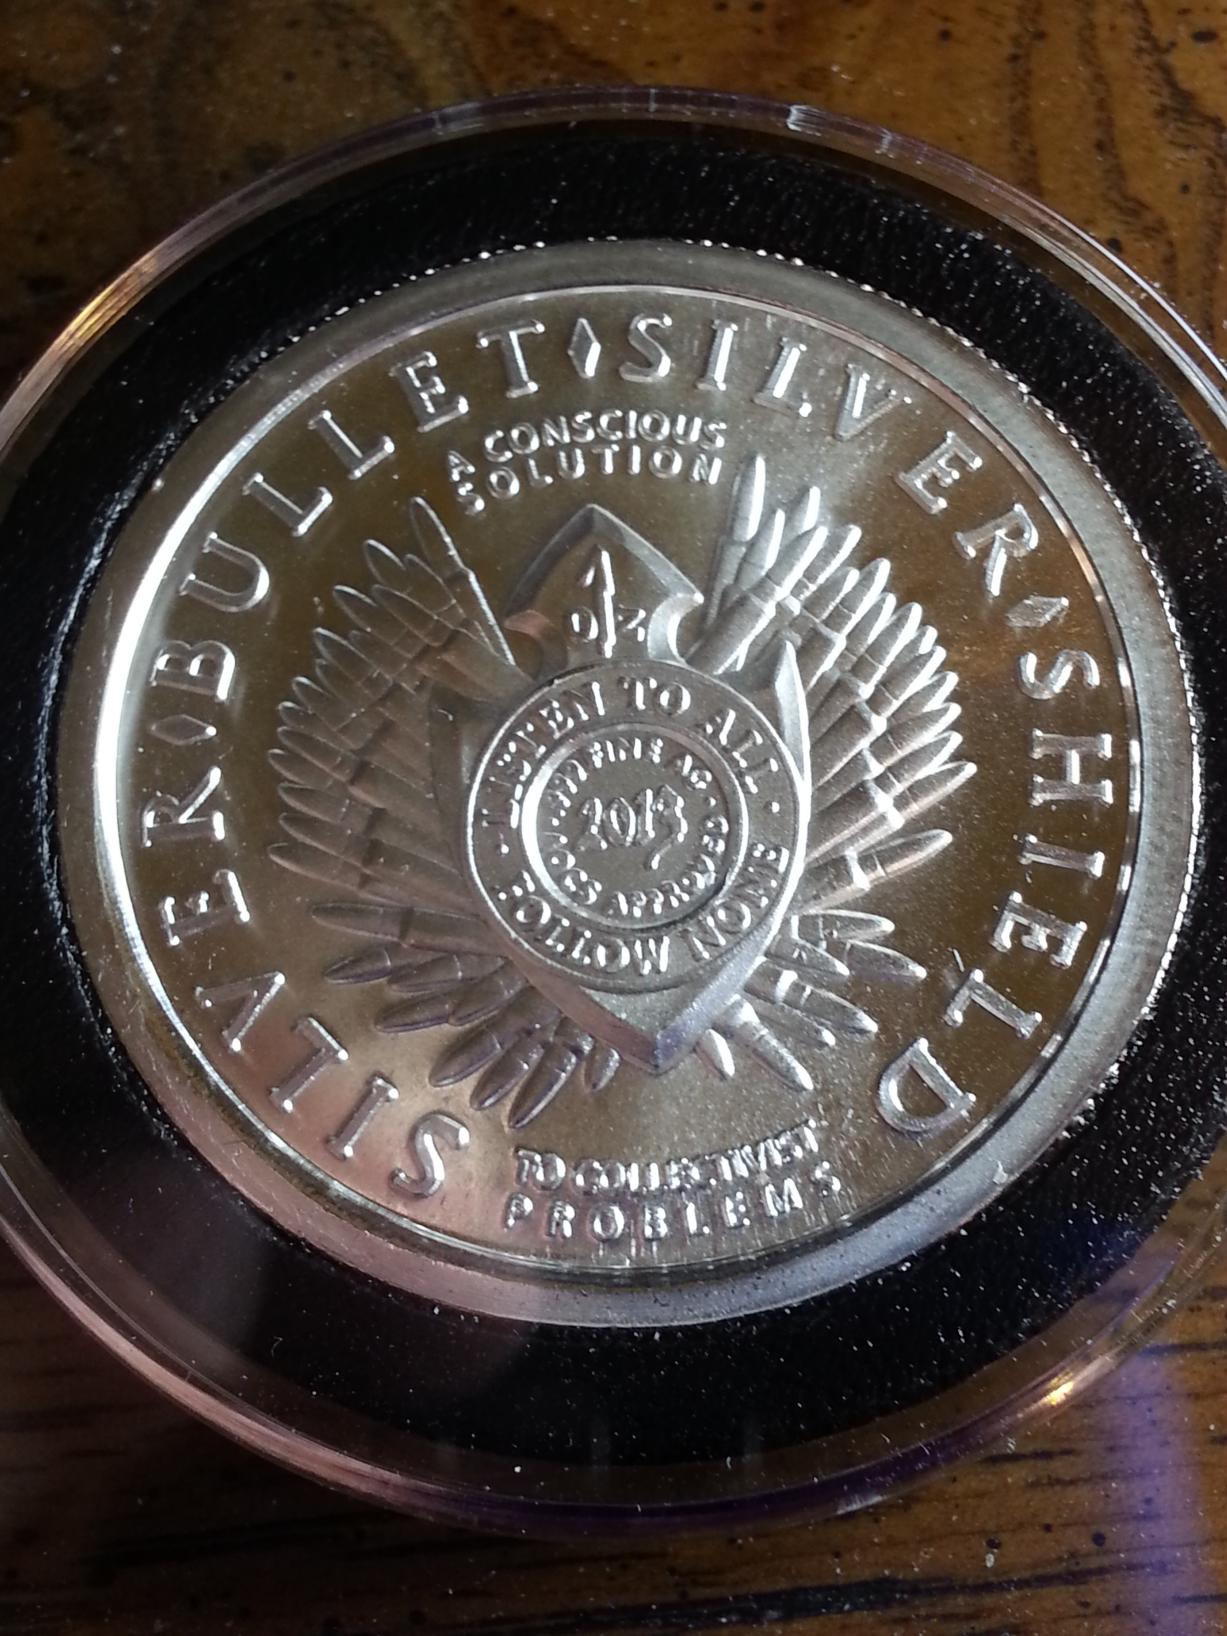 SILVER◊BULLET◊SILVER◊SHIELD
A CONSCIOUS
SOLUTION
1
OZ
LISTEN TO ALL
· FOLLOW NONE ·
.999 FINE AG
2013
MOCGS APPROVED
TO COLLECTIVIST
PROBLEMS